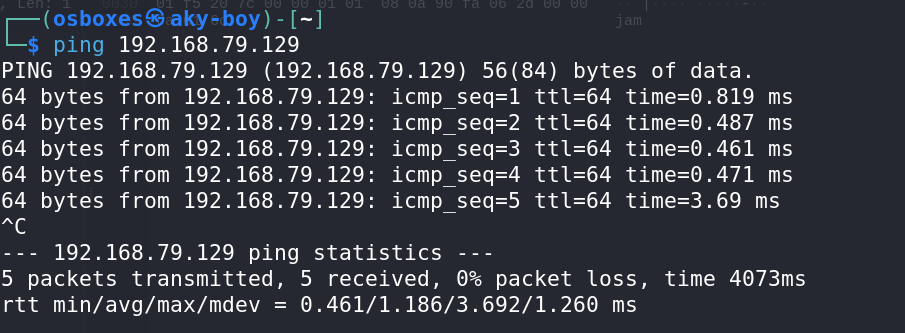 , Len: 1 0030 01 f5 20 7c 00 00 01 01 08 0a 90 fa 06 2d 00 00
jam
┌──(osboxes㉿aky-boy)-[~]
└─$ ping 192.168.79.129
PING 192.168.79.129 (192.168.79.129) 56(84) bytes of data.
64 bytes from 192.168.79.129: icmp_seq=1 ttl=64 time=0.819 ms
64 bytes from 192.168.79.129: icmp_seq=2 ttl=64 time=0.487 ms
64 bytes from 192.168.79.129: icmp_seq=3 ttl=64 time=0.461 ms
64 bytes from 192.168.79.129: icmp_seq=4 ttl=64 time=0.471 ms
64 bytes from 192.168.79.129: icmp_seq=5 ttl=64 time=3.69 ms
^C
--- 192.168.79.129 ping statistics ---
5 packets transmitted, 5 received, 0% packet loss, time 4073ms
rtt min/avg/max/mdev = 0.461/1.186/3.692/1.260 ms